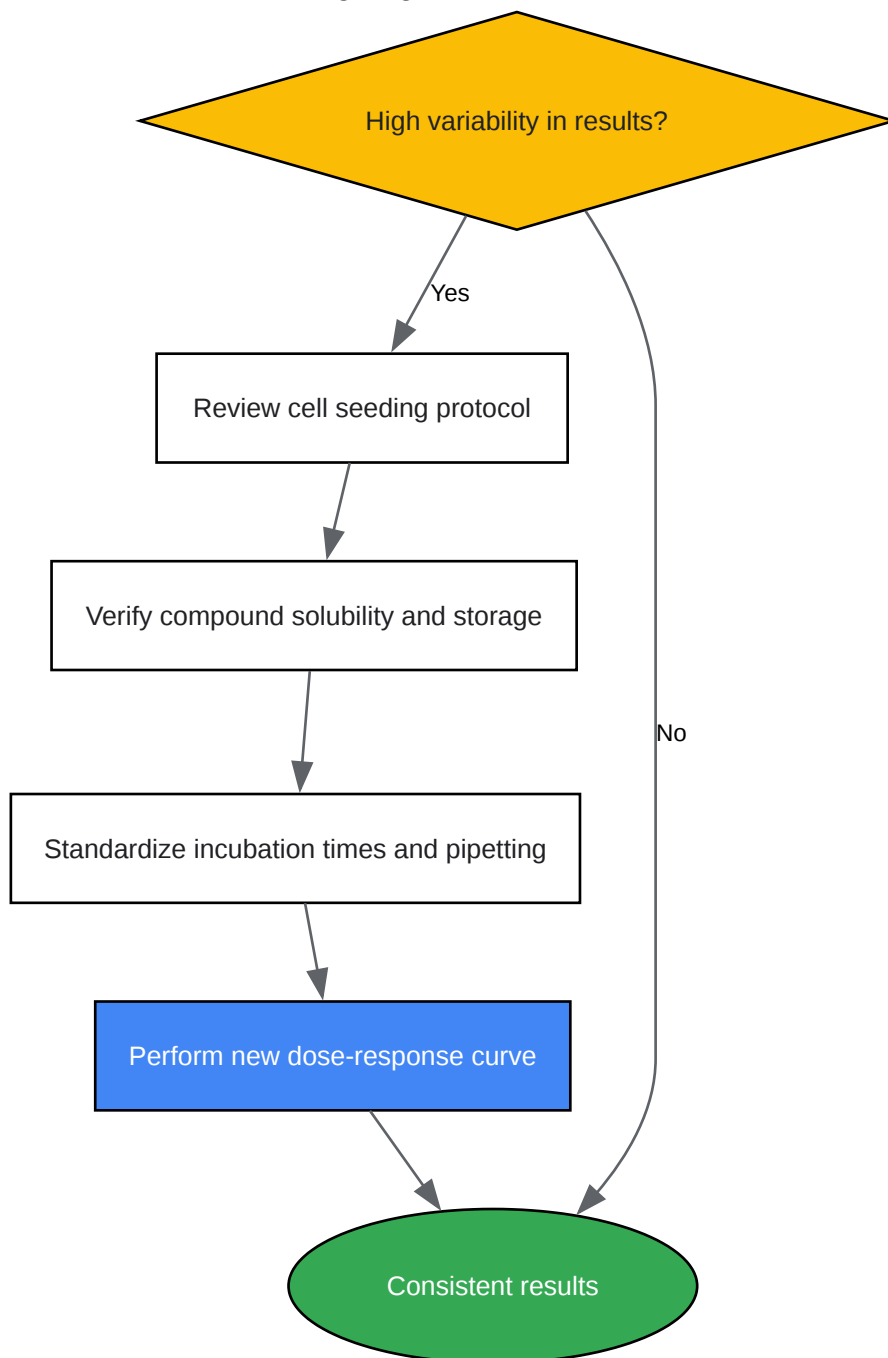 High variability in results?
Yes
Review cell seeding protocol
Verify compound solubility and storage
No
Standardize incubation times and pipetting
Perform new dose-response curve
Consistent results